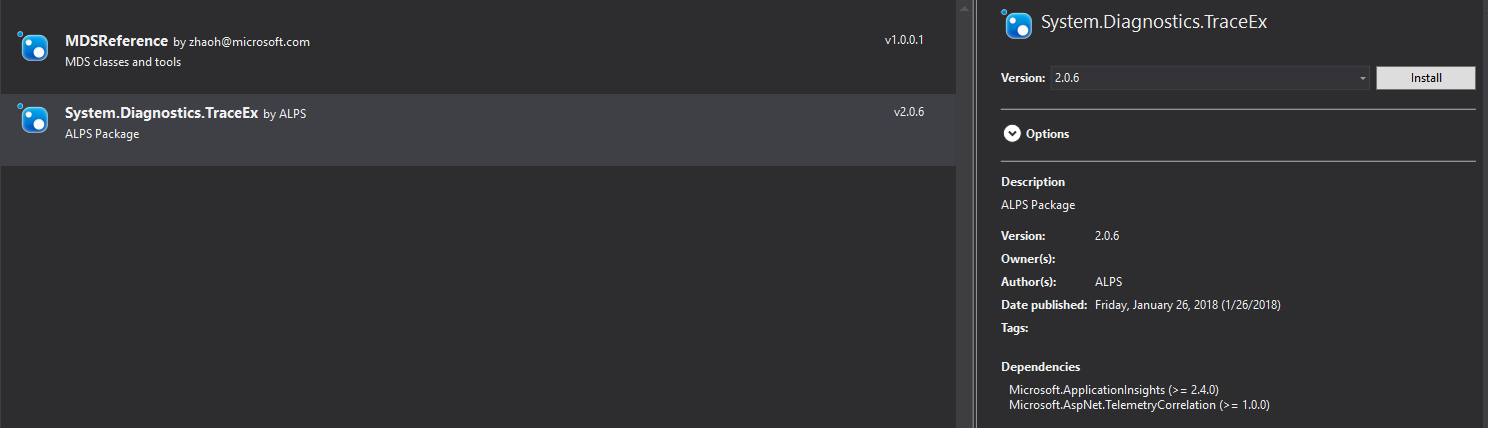 MDSReference by zhaoh@microsoft.com
v1.0.0.1
MDS classes and tools
System.Diagnostics.TraceEx by ALPS
v2.0.6
ALPS Package
System.Diagnostics.TraceEx
Version: 2.0.6 Install
Options
Description
ALPS Package
Version: 2.0.6
Owner(s):
Author(s): ALPS
Date published: Friday, January 26, 2018 (1/26/2018)
Tags:
Dependencies
Microsoft.ApplicationInsights (>= 2.4.0)
Microsoft.AspNet.TelemetryCorrelation (>= 1.0.0)